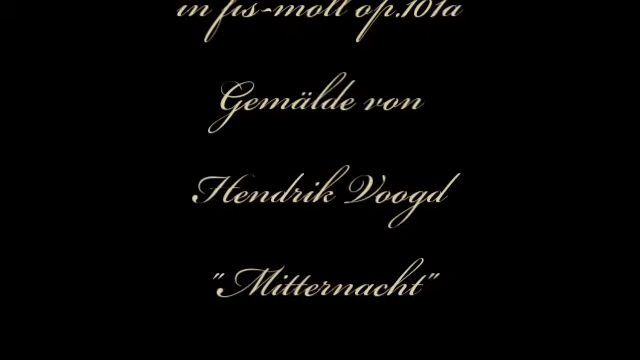 in fis-moll op.101a
Gemälde von
Hendrik Voogd
"Mitternacht"